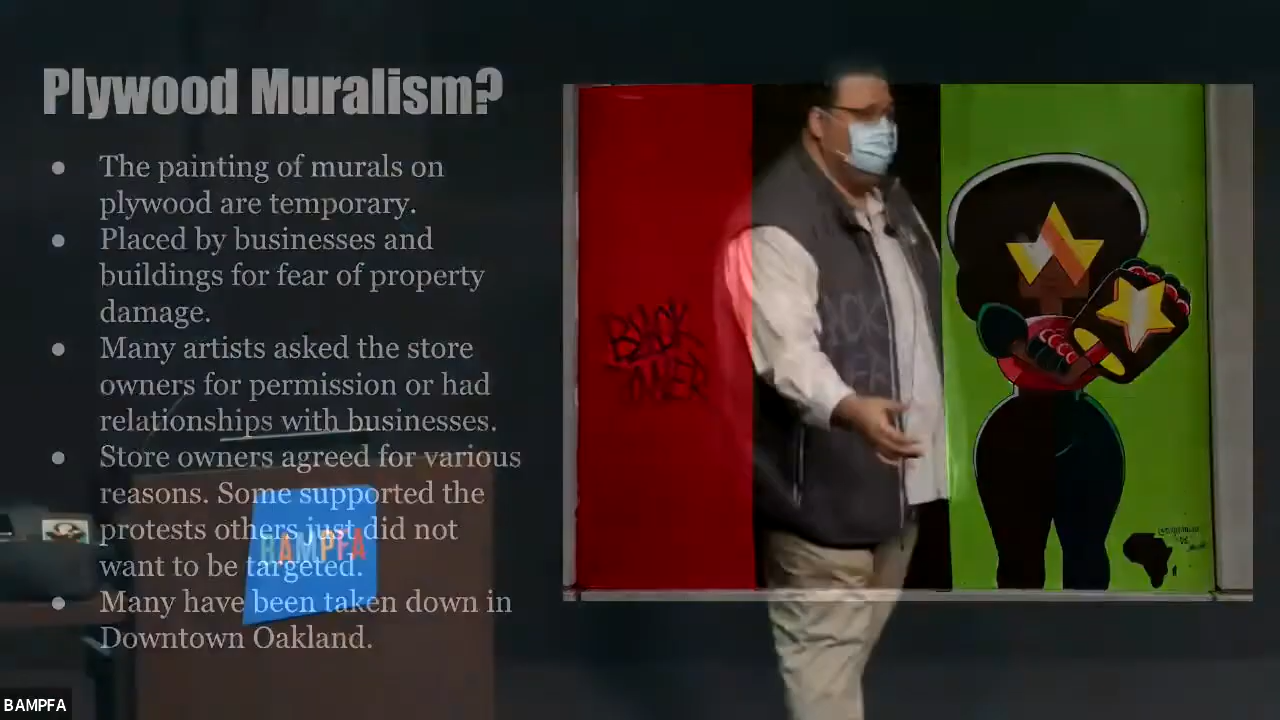 Plywood Muralism?
● The painting of murals on
plywood are temporary.
● Placed by businesses and
buildings for fear of property
damage.
● Many artists asked the store
owners for permission or had
relationships with businesses.
● Store owners agreed for various
reasons. Some supported the
protests others just did not
want to be targeted.
● Many have been taken down in
Downtown Oakland.
BLACK
POWER
BAMPFA
BAMPFA